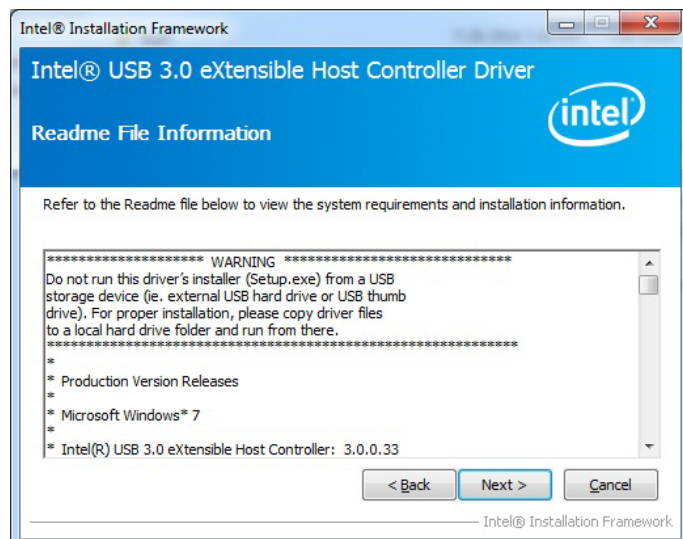 Intel® Installation Framework
Intel® USB 3.0 eXtensible Host Controller Driver
Readme File Information
intel
Refer to the Readme file below to view the system requirements and installation information.
******************** WARNING *****************************
Do not run this driver's installer (Setup.exe) from a USB
storage device (ie. external USB hard drive or USB thumb
drive). For proper installation, please copy driver files
to a local hard drive folder and run from there.
************************************************************
*
* Production Version Releases
*
* Microsoft Windows* 7
*
* Intel(R) USB 3.0 eXtensible Host Controller: 3.0.0.33
< Back Next > Cancel
Intel® Installation Framework